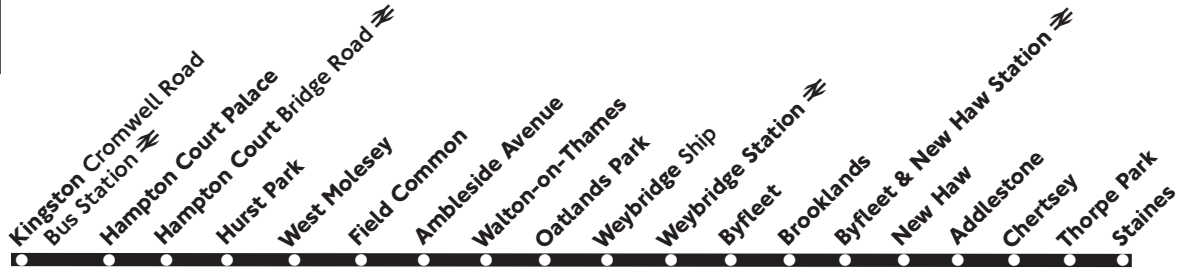 Kingston Cromwell Road
Bus Station
Hampton Court Palace
Hampton Court Bridge Road
Hurst Park
West Molesey
Field Common
Ambleside Avenue
Walton-on-Thames
Oatlands Park
Weybridge Ship
Weybridge Station
Byfleet
Brooklands
Byfleet & New Haw Station
New Haw
Addlestone
Chertsey
Thorpe Park
Staines